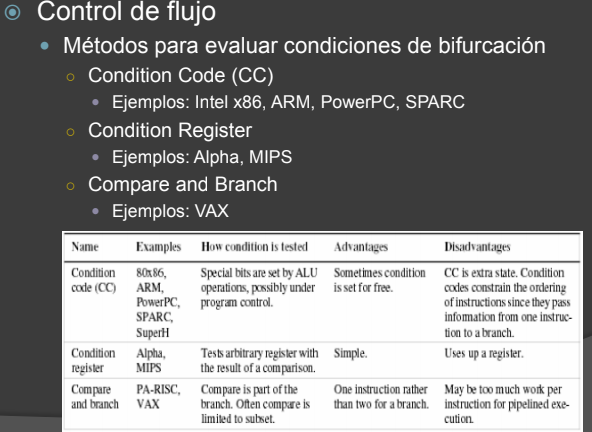 Control de flujo
Métodos para evaluar condiciones de bifurcación
Condition Code (CC)
Ejemplos: Intel x86, ARM, PowerPC, SPARC
Condition Register
Ejemplos: Alpha, MIPS
Compare and Branch
Ejemplos: VAX
Name Examples How condition is tested Advantages Disadvantages
Condition 80x86, Special bits are set by ALU Sometimes condition CC is extra state. Condition
code (CC) ARM, operations, possibly under is set for free. codes constrain the ordering
PowerPC, program control. of instructions since they pass
SPARC, information from one instruc-
SuperH tion to a branch.
Condition Alpha, Tests arbitrary register with Simple. Uses up a register.
register MIPS the result of a comparison.
Compare PA-RISC, Compare is part of the One instruction rather May be too much work per
and branch VAX branch. Often compare is than two for a branch. instruction for pipelined exe-
limited to subset. cution.